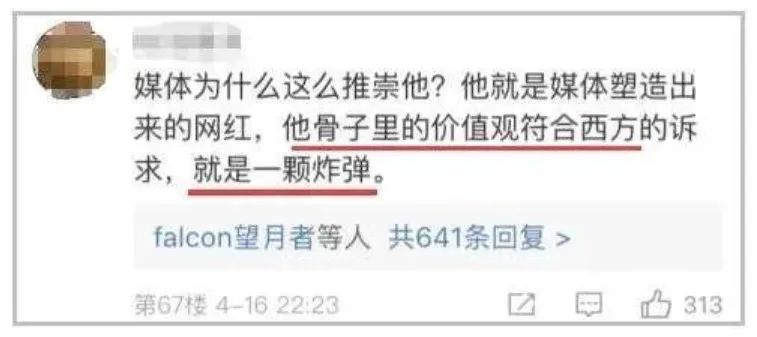 媒体为什么这么推崇他？他就是媒体塑造出
来的网红，他骨子里的价值观符合西方的诉
求，就是一颗炸弹。
falcon望月者等人 共641条回复 >
第67楼 4-16 22:23 313